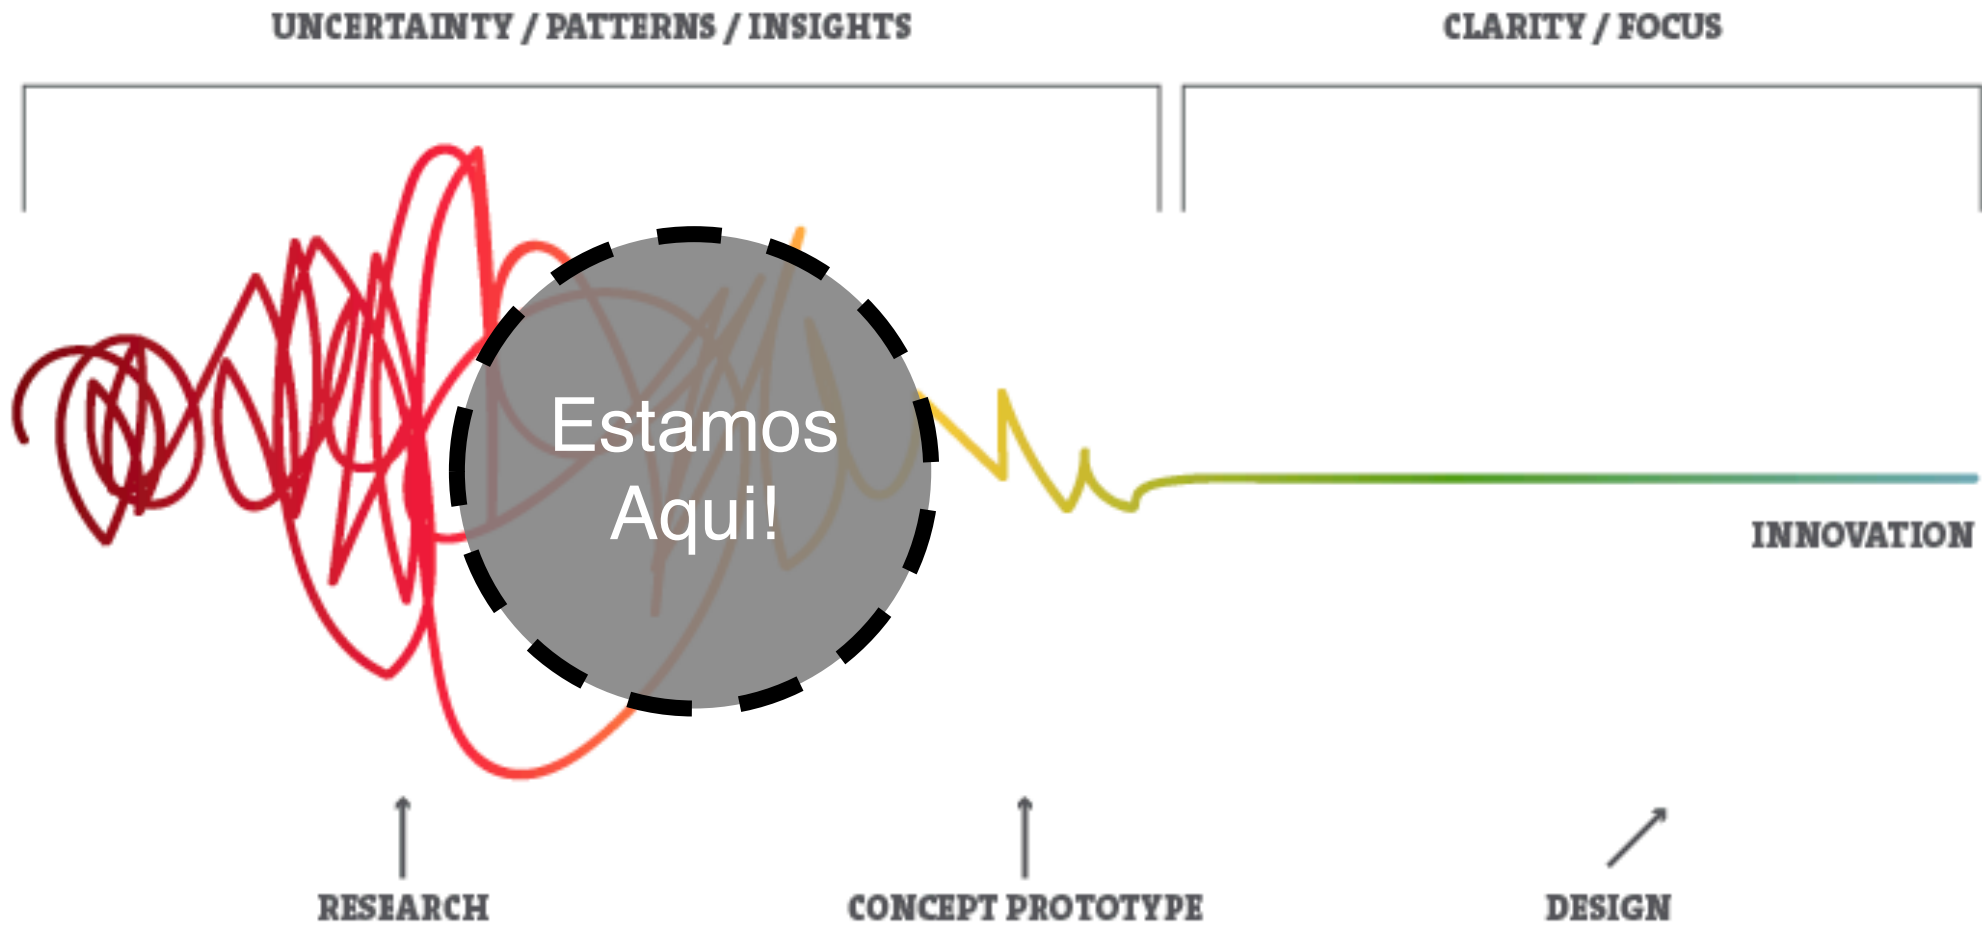 UNCERTAINTY / PATTERNS / INSIGHTS
CLARITY / FOCUS
Estamos
Aqui!
INNOVATION
RESEARCH
CONCEPT PROTOTYPE
DESIGN